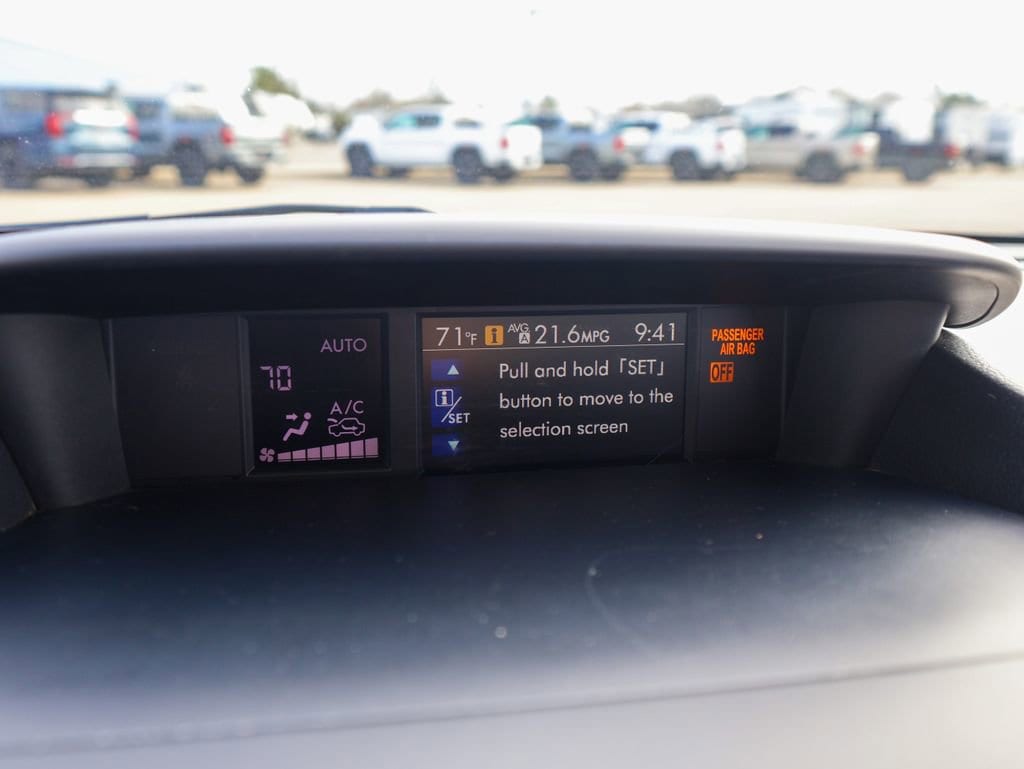 AUTO
70
A/C
71°F i AVG A 21.6MPG 9:41
Pull and hold「SET」
button to move to the
selection screen
i/SET
PASSENGER
AIR BAG
OFF